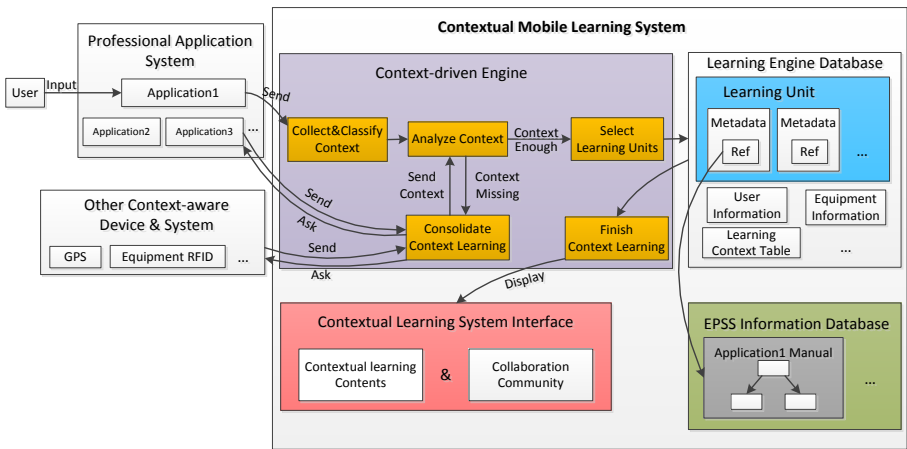 Contextual Mobile Learning System
Professional Application
System
User
Input
Application1
Application2
Application3
...
Send
Context-driven Engine
Collect&Classify
Context
Analyze Context
Context
Enough
Select
Learning Units
Send
Context
Context
Missing
Consolidate
Context Learning
Finish
Context Learning
Send
Ask
Other Context-aware
Device & System
GPS
Equipment RFID
...
Send
Ask
Display
Learning Engine Database
Learning Unit
Metadata
Ref
Metadata
Ref
...
User
Information
Equipment
Information
Learning
Context Table
...
Contextual Learning System Interface
Contextual learning
Contents
&
Collaboration
Community
EPSS Information Database
Application1 Manual
...